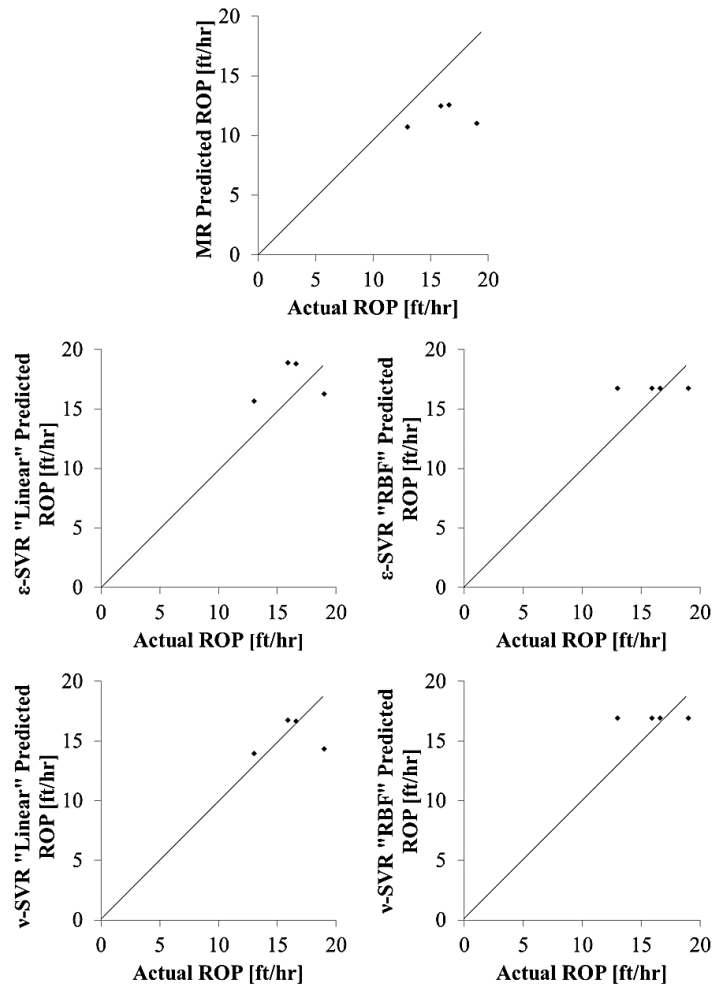 MR Predicted ROP [ft/hr]
20
15
10
5
0
0 5 10 15 20
Actual ROP [ft/hr]
ε-SVR "Linear" Predicted
ROP [ft/hr]
20
15
10
5
0
0 5 10 15 20
Actual ROP [ft/hr]
ε-SVR "RBF" Predicted
ROP [ft/hr]
20
15
10
5
0
0 5 10 15 20
Actual ROP [ft/hr]
ν-SVR "Linear" Predicted
ROP [ft/hr]
20
15
10
5
0
0 5 10 15 20
Actual ROP [ft/hr]
ν-SVR "RBF" Predicted
ROP [ft/hr]
20
15
10
5
0
0 5 10 15 20
Actual ROP [ft/hr]